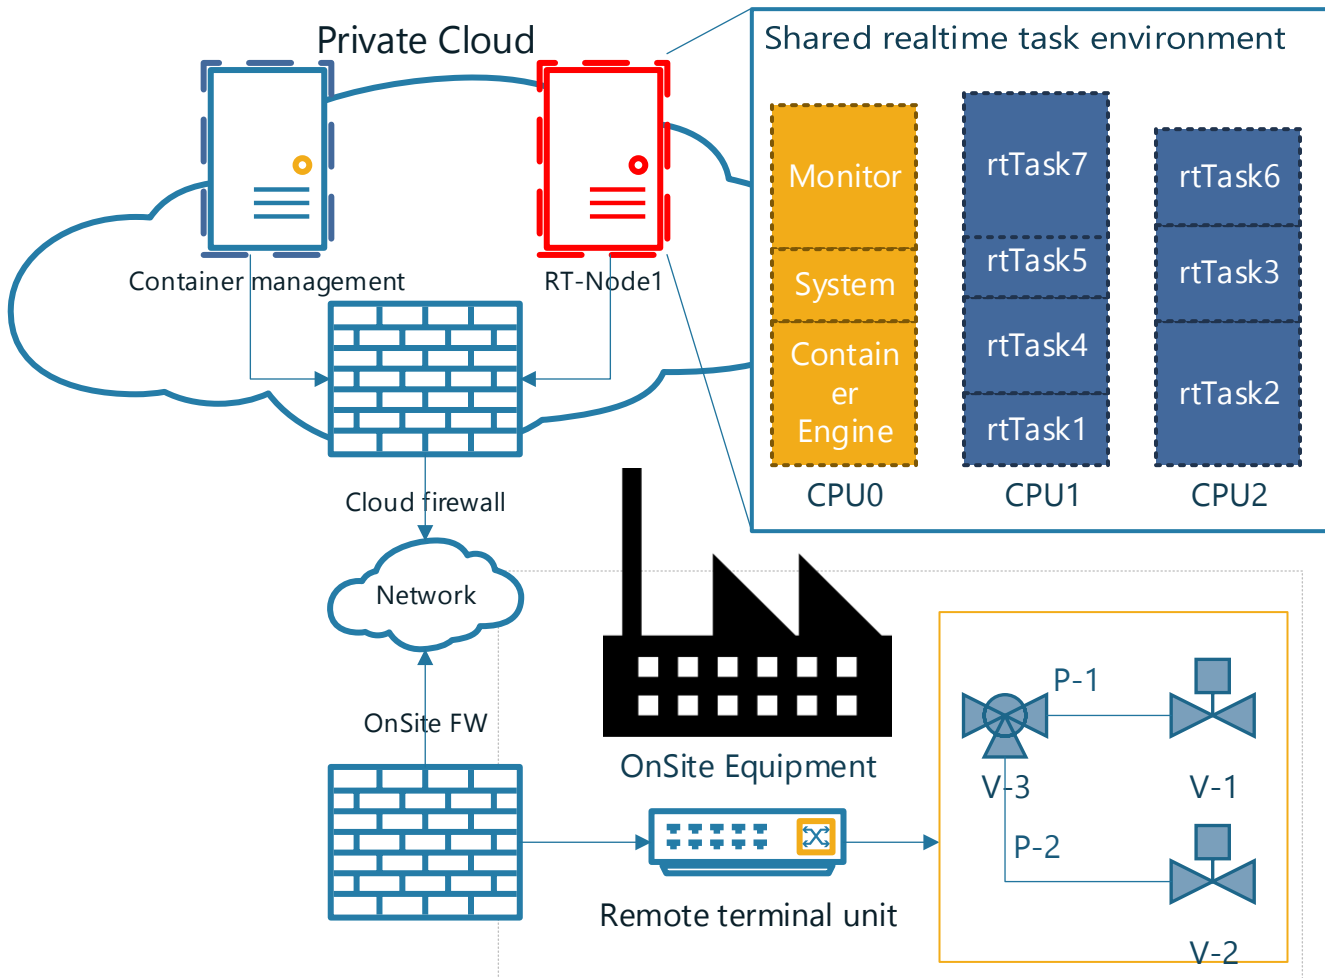 Private Cloud
Shared realtime task environment
Container management
RT-Node1
Monitor
System
Contain
er
Engine
CPU0
rtTask7
rtTask5
rtTask4
rtTask1
CPU1
rtTask6
rtTask3
rtTask2
CPU2
Cloud firewall
Network
OnSite FW
OnSite Equipment
Remote terminal unit
P-1
V-3
V-1
P-2
V-2